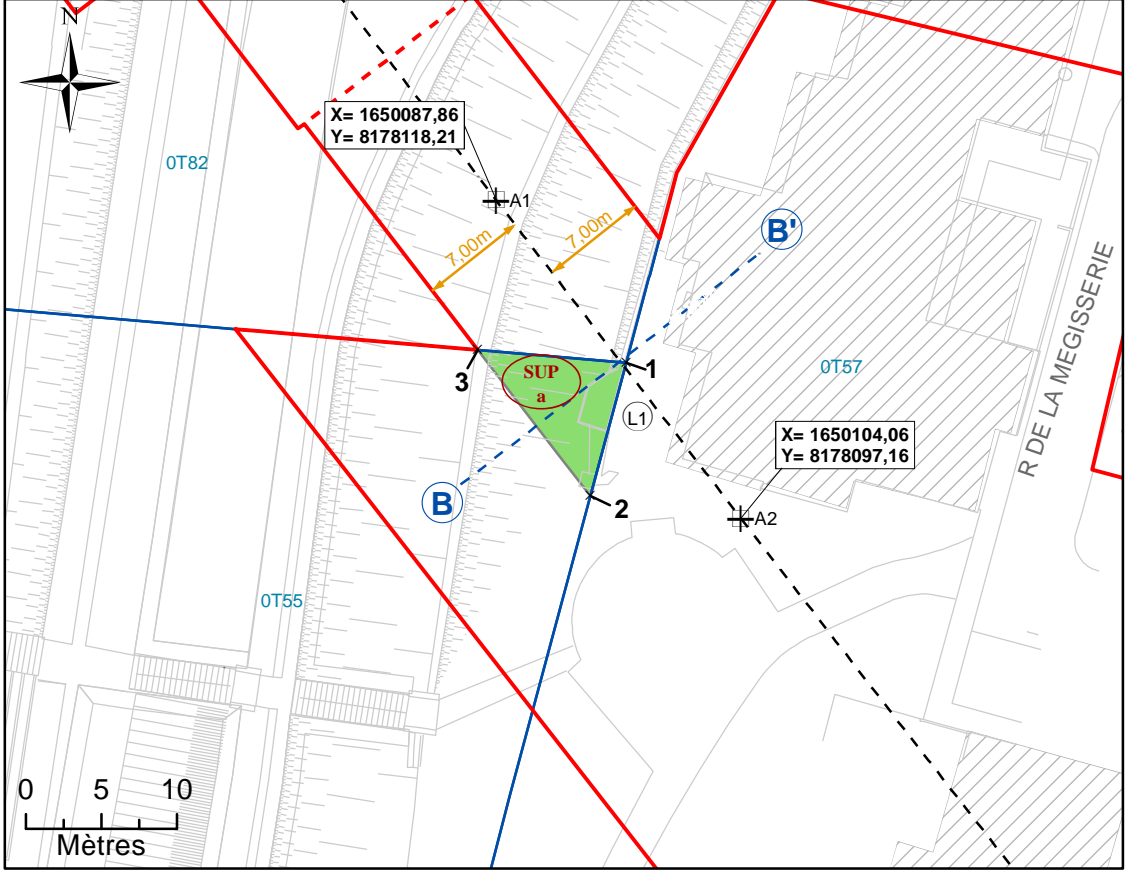 N
X= 1650087,86
Y= 8178118,21
0T82
A1
7,00m
7,00m
B'
R DE LA MEGISSERIE
1
SUP
a
3
0T57
L1
X= 1650104,06
Y= 8178097,16
B
2
A2
0T55
0 5 10
Mètres